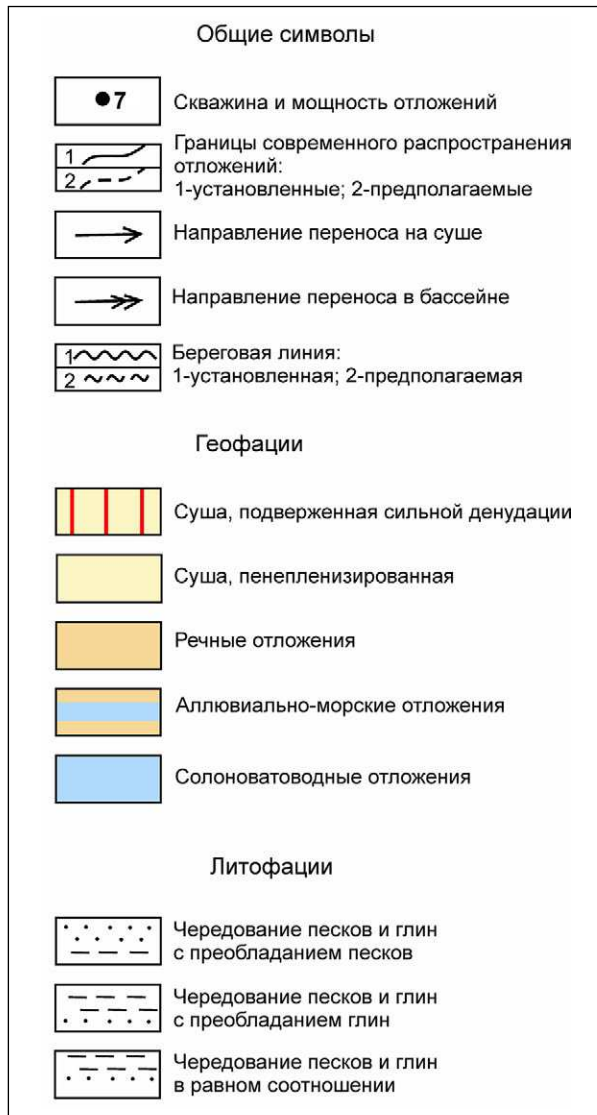 Общие символы
7
Скважина и мощность отложений
Границы современного распространения
1
отложений:
2
1-установленные; 2-предполагаемые
Направление переноса на суше
Направление переноса в бассейне
1
Береговая линия:
2
1-установленная; 2-предполагаемая
Геофации
Суша, подверженная сильной денудации
Суша, пенепленизированная
Речные отложения
Аллювиально-морские отложения
Солоноватоводные отложения
Литофации
Чередование песков и глин
с преобладанием песков
Чередование песков и глин
с преобладанием глин
Чередование песков и глин
в равном соотношении